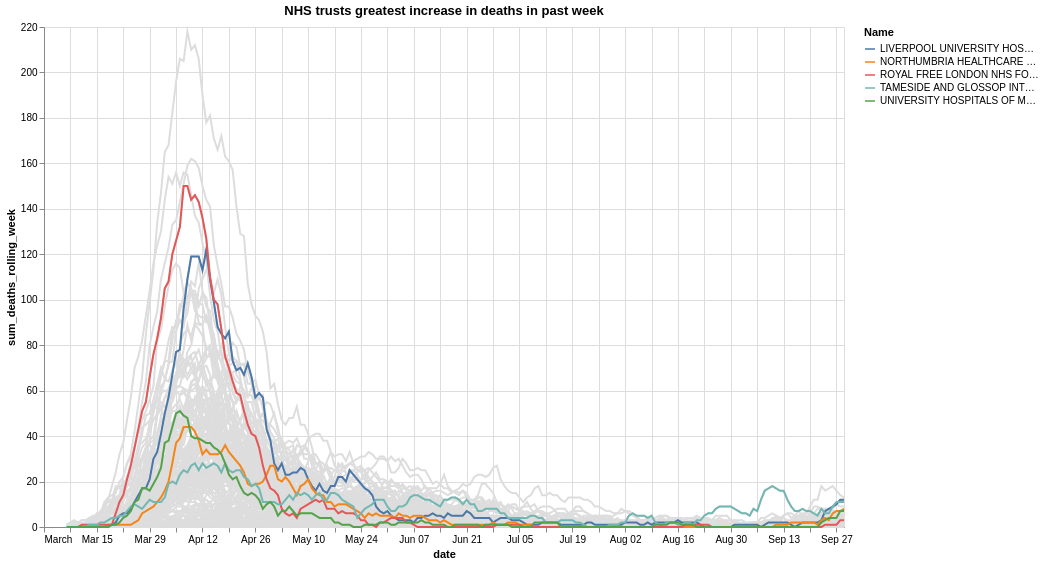 NHS trusts greatest increase in deaths in past week
Name
LIVERPOOL UNIVERSITY HOS…
NORTHUMBRIA HEALTHCARE …
ROYAL FREE LONDON NHS FO…
TAMESIDE AND GLOSSOP INT…
UNIVERSITY HOSPITALS OF M…
sum_deaths_rolling_week
220
200
180
160
140
120
100
80
60
40
20
0
March Mar 15 Mar 29 Apr 12 Apr 26 May 10 May 24 Jun 07 Jun 21 Jul 05 Jul 19 Aug 02 Aug 16 Aug 30 Sep 13 Sep 27
date